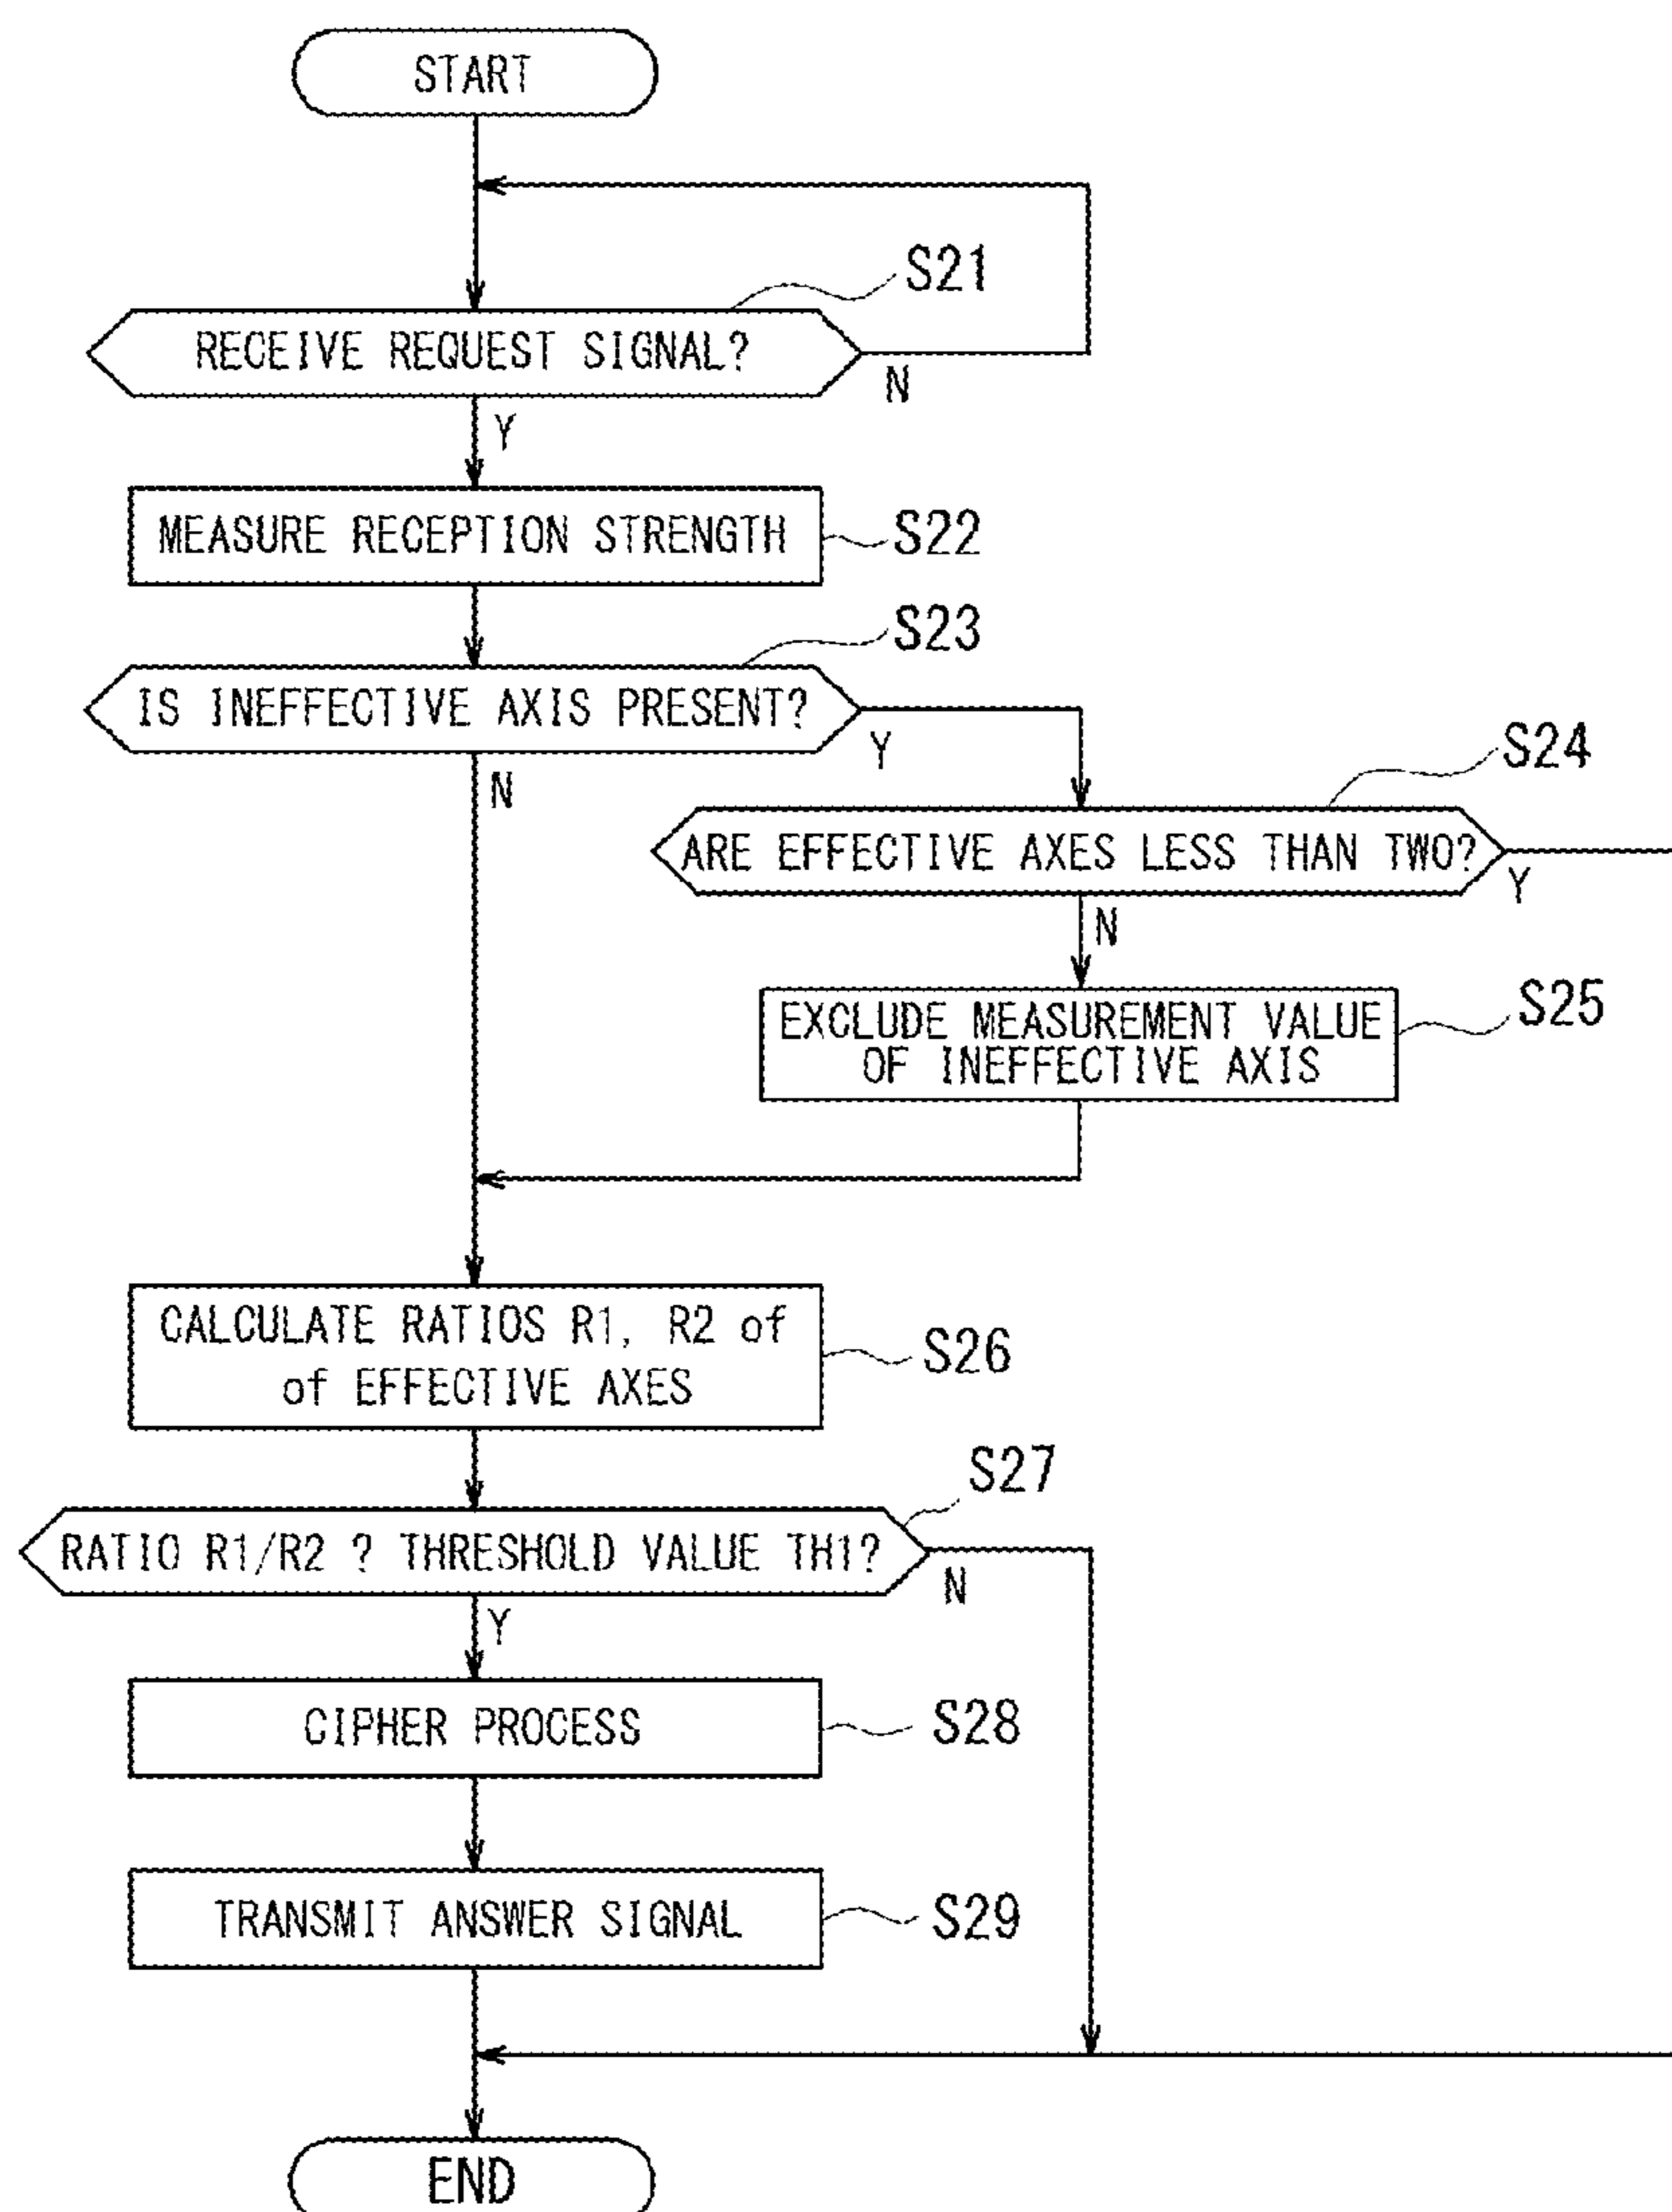 START
S21
RECEIVE REQUEST SIGNAL?
N
Y
MEASURE RECEPTION STRENGTH
S22
S23
IS INEFFECTIVE AXIS PRESENT?
Y
N
S24
ARE EFFECTIVE AXES LESS THAN TWO?
Y
N
EXCLUDE MEASUREMENT VALUE
OF INEFFECTIVE AXIS
S25
CALCULATE RATIOS R1, R2 of
of EFFECTIVE AXES
S26
S27
RATIO R1/R2 ? THRESHOLD VALUE TH1?
N
Y
CIPHER PROCESS
S28
TRANSMIT ANSWER SIGNAL
S29
END